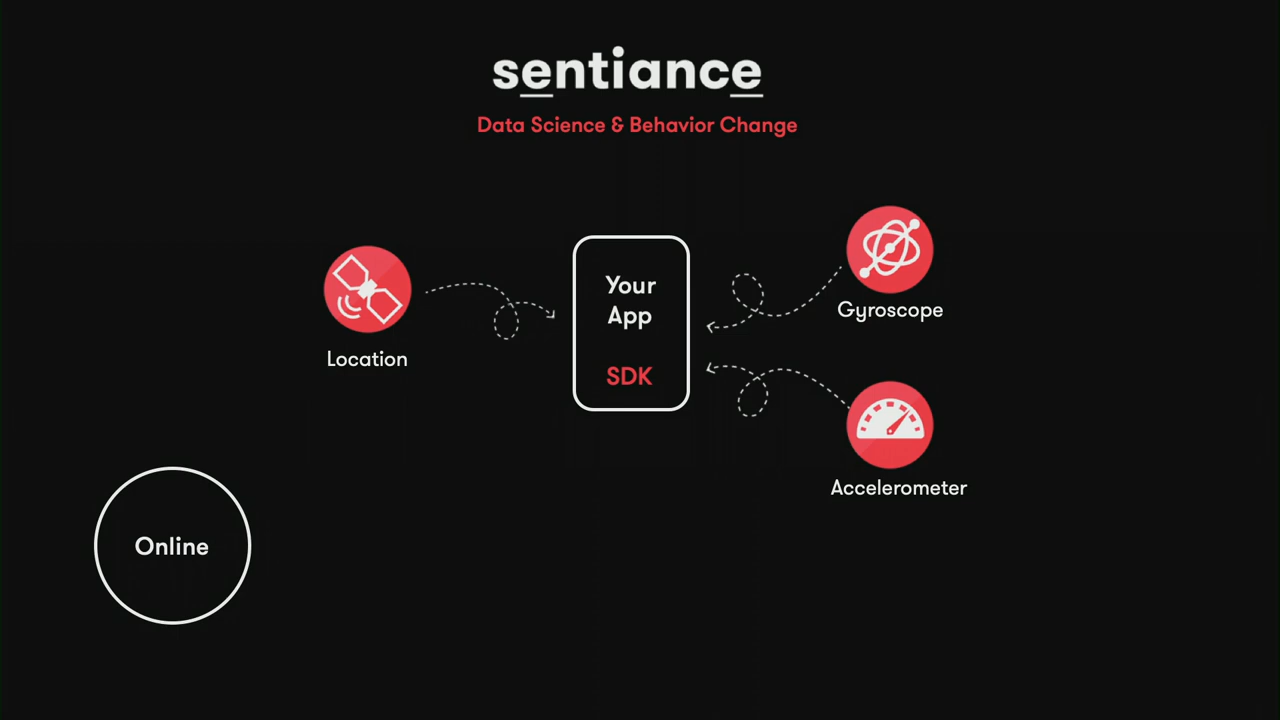 sentiance
Data Science & Behavior Change
Location
Your
App
SDK
Gyroscope
Accelerometer
Online